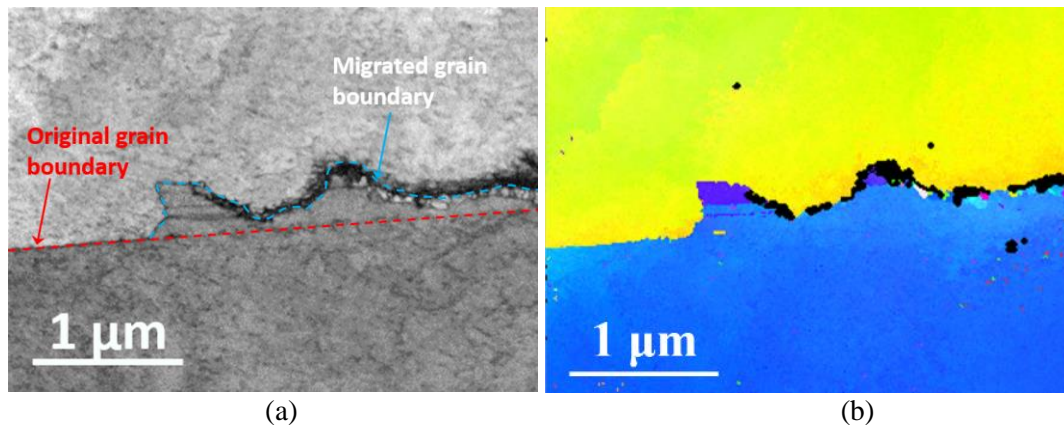 Migrated grain
boundary
Original grain
boundary
1 μm
1 μm
(a)
(b)